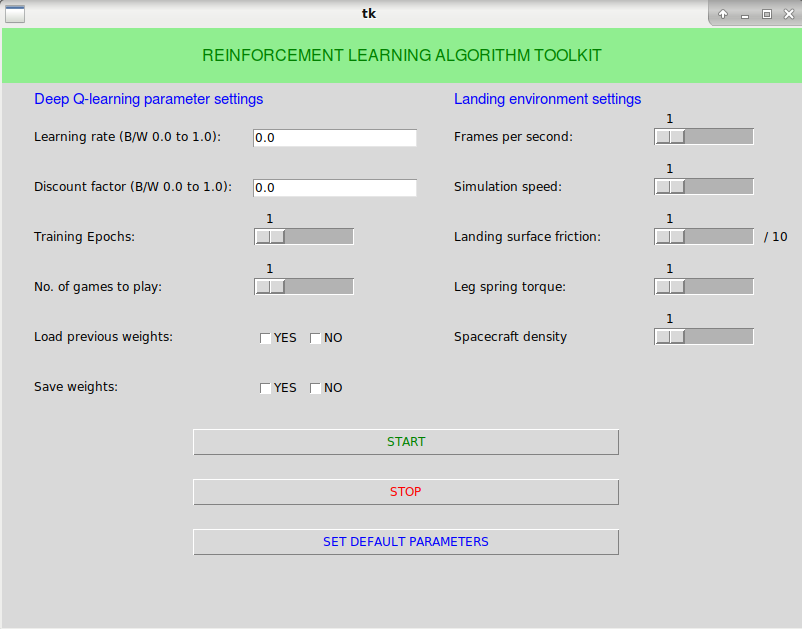 tk
REINFORCEMENT LEARNING ALGORITHM TOOLKIT
Deep Q-learning parameter settings
Learning rate (B/W 0.0 to 1.0): 0.0
Discount factor (B/W 0.0 to 1.0): 0.0
1
Training Epochs:
1
No. of games to play:
Load previous weights: YES NO
Save weights: YES NO
Landing environment settings
1
Frames per second:
1
Simulation speed:
1
Landing surface friction: / 10
1
Leg spring torque:
1
Spacecraft density
START
STOP
SET DEFAULT PARAMETERS